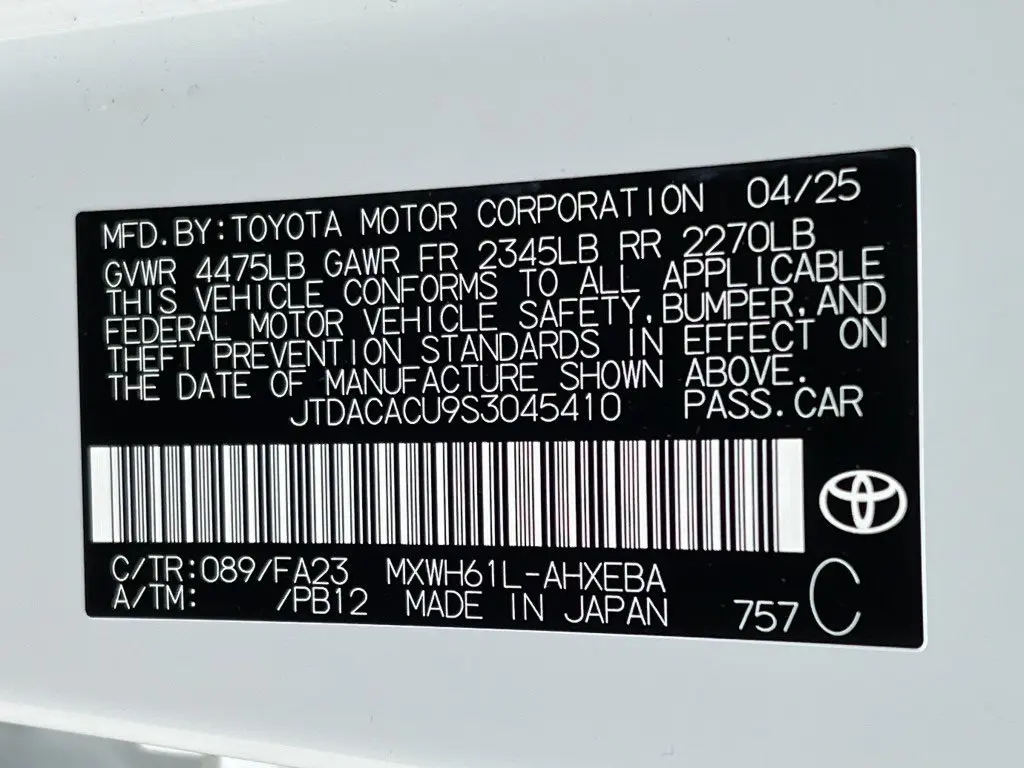 MFD.BY:TOYOTA MOTOR CORPORATION 04/25
GVWR 4475LB GAWR FR 2345LB RR 2270LB
THIS VEHICLE CONFORMS TO ALL APPLICABLE
FEDERAL MOTOR VEHICLE SAFETY,BUMPER,AND
THEFT PREVENTION STANDARDS IN EFFECT ON
THE DATE OF MANUFACTURE SHOWN ABOVE.
JTDACACU9S3045410 PASS.CAR
C/TR:089/FA23 MXWH61L-AHXEBA
A/TM: /PB12 MADE IN JAPAN 757 C